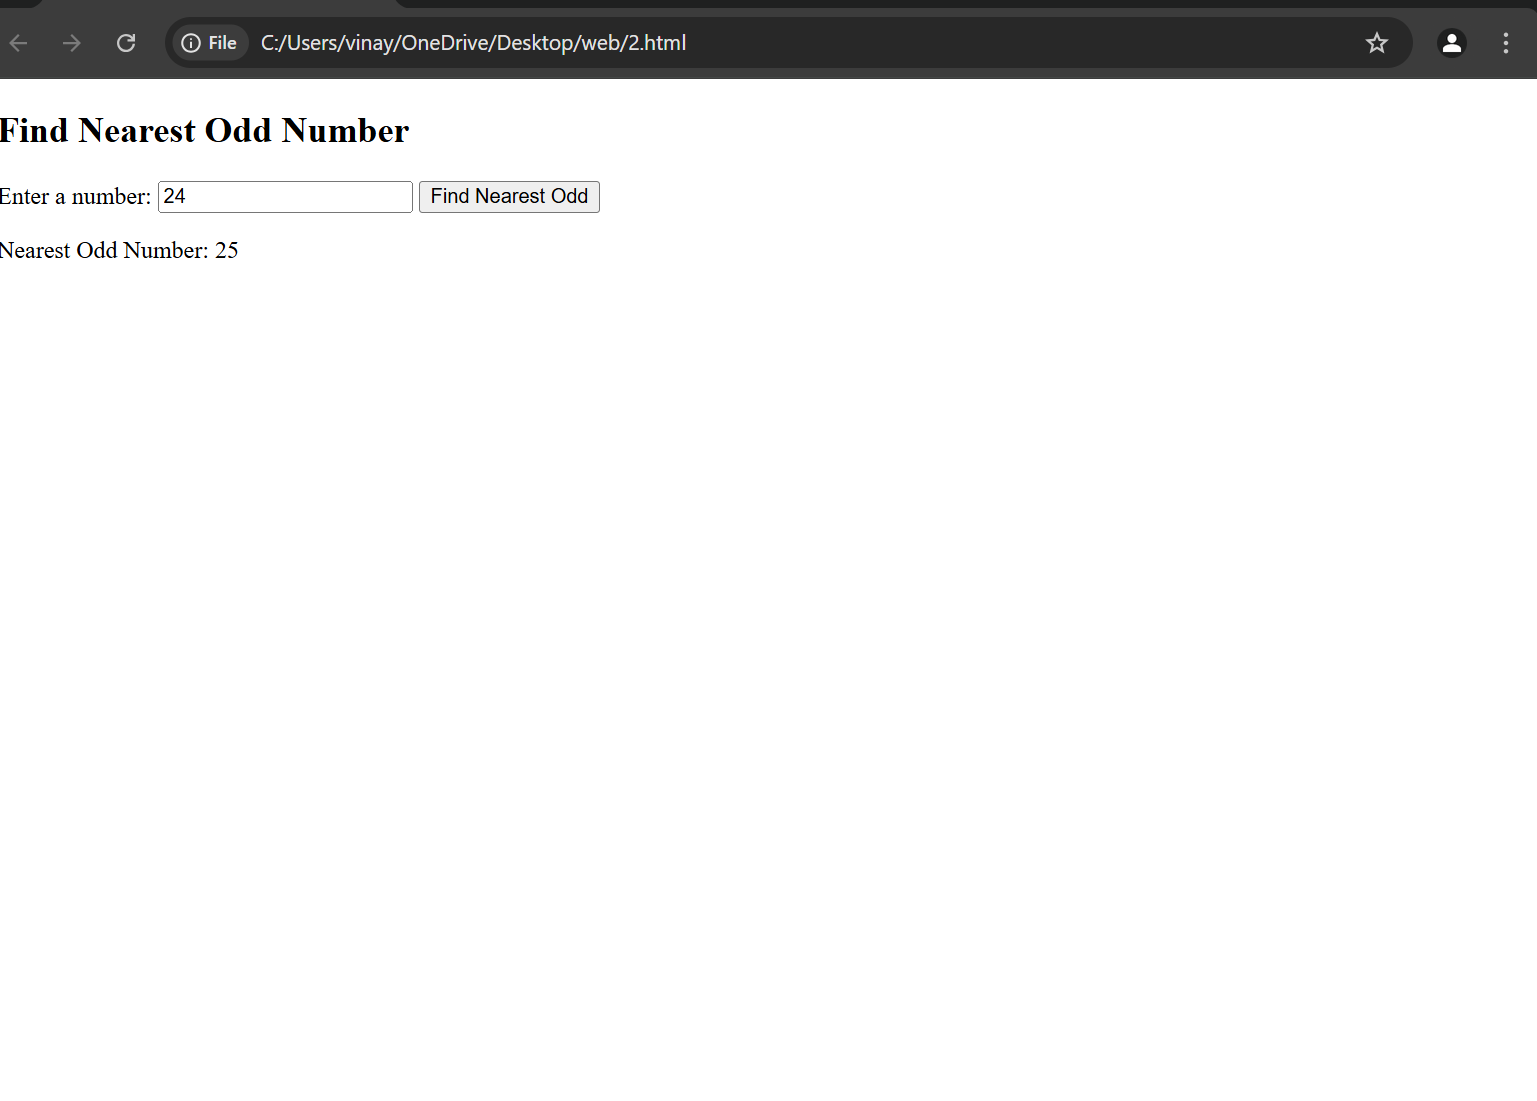 File C:/Users/vinay/OneDrive/Desktop/web/2.html
Find Nearest Odd Number
Enter a number: 24 Find Nearest Odd
Nearest Odd Number: 25